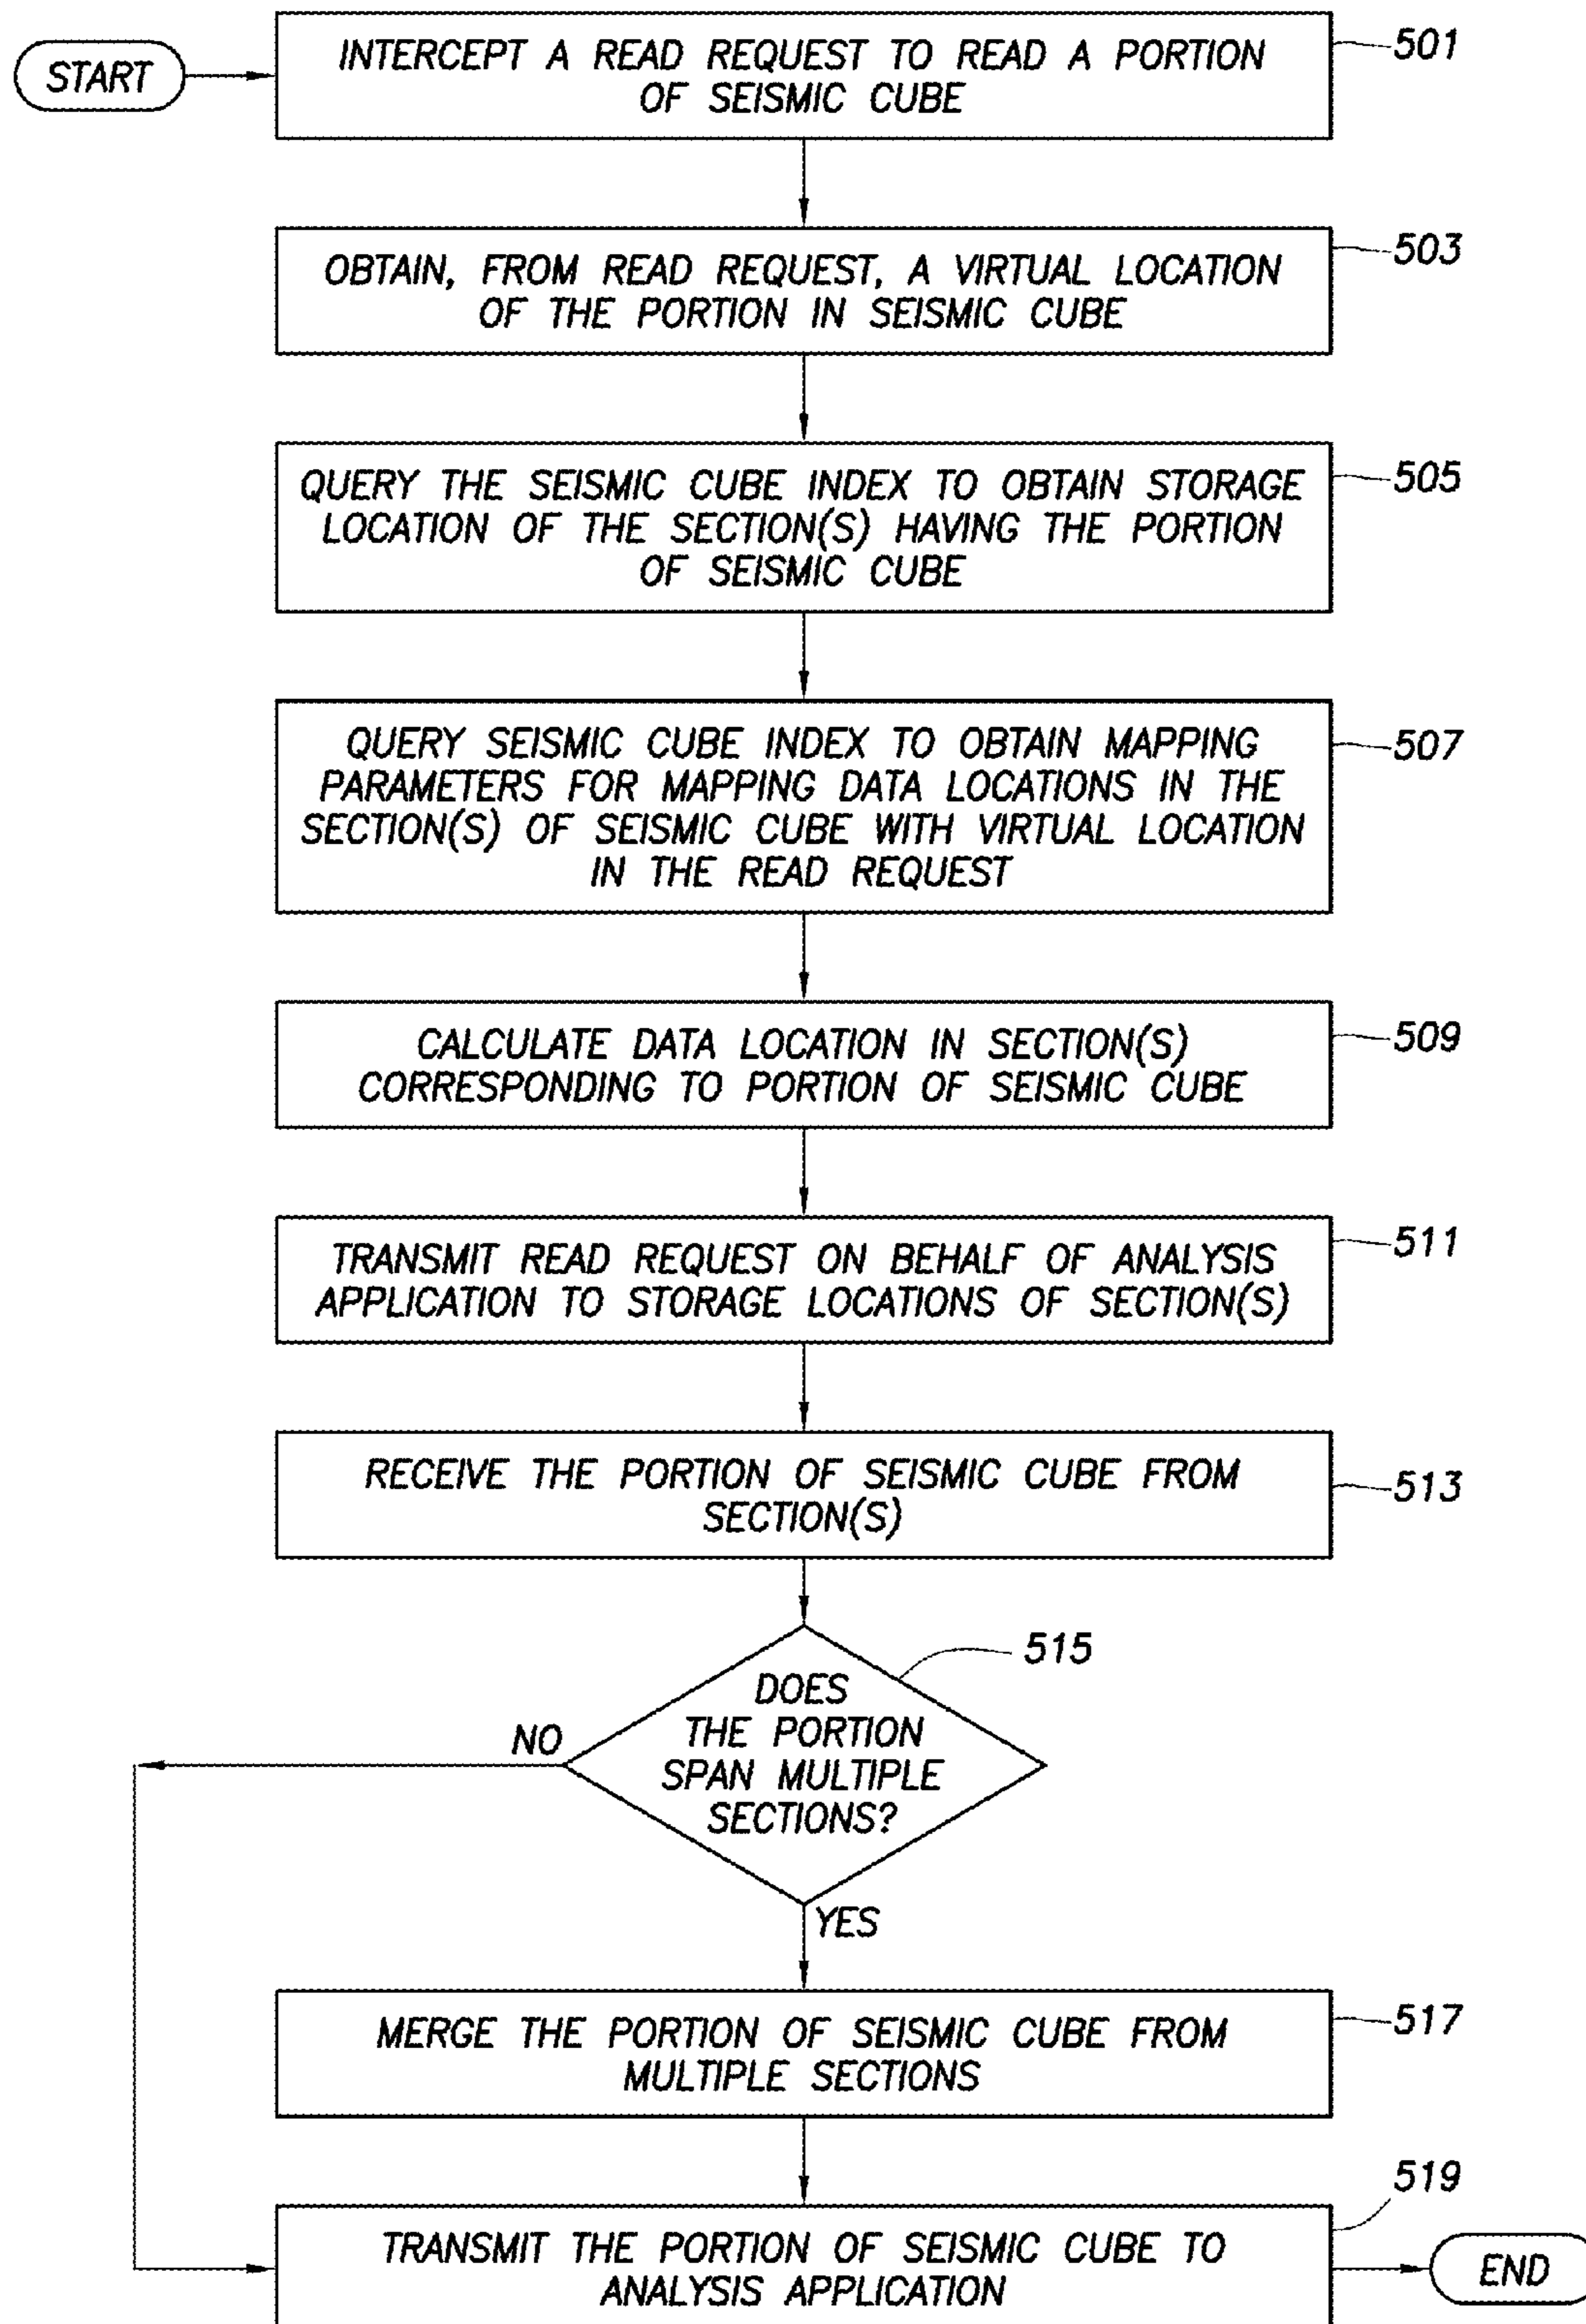 START
INTERCEPT A READ REQUEST TO READ A PORTION
OF SEISMIC CUBE
501
OBTAIN, FROM READ REQUEST, A VIRTUAL LOCATION
OF THE PORTION IN SEISMIC CUBE
503
QUERY THE SEISMIC CUBE INDEX TO OBTAIN STORAGE
LOCATION OF THE SECTION(S) HAVING THE PORTION
OF SEISMIC CUBE
505
QUERY SEISMIC CUBE INDEX TO OBTAIN MAPPING
PARAMETERS FOR MAPPING DATA LOCATIONS IN THE
SECTION(S) OF SEISMIC CUBE WITH VIRTUAL LOCATION
IN THE READ REQUEST
507
CALCULATE DATA LOCATION IN SECTION(S)
CORRESPONDING TO PORTION OF SEISMIC CUBE
509
TRANSMIT READ REQUEST ON BEHALF OF ANALYSIS
APPLICATION TO STORAGE LOCATIONS OF SECTION(S)
511
RECEIVE THE PORTION OF SEISMIC CUBE FROM
SECTION(S)
513
515
DOES
THE PORTION
SPAN MULTIPLE
SECTIONS?
NO
YES
MERGE THE PORTION OF SEISMIC CUBE FROM
MULTIPLE SECTIONS
517
519
TRANSMIT THE PORTION OF SEISMIC CUBE TO
ANALYSIS APPLICATION
END